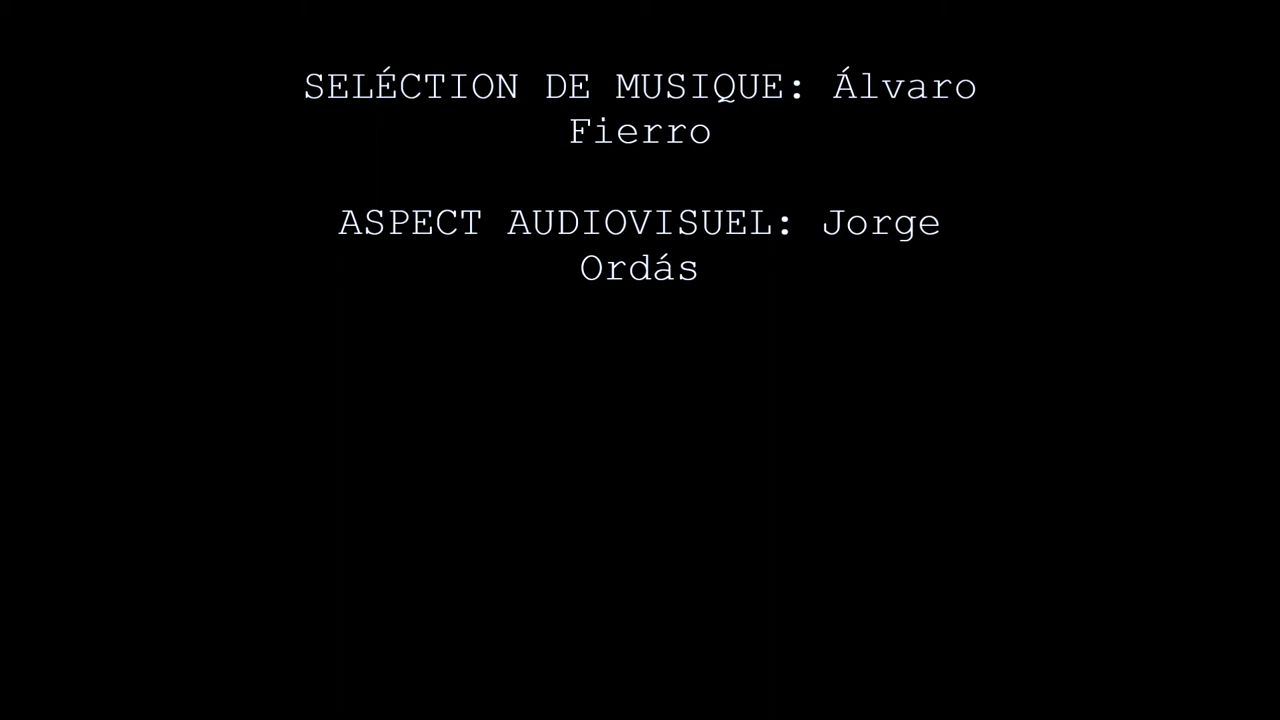 SELÉCTION DE MUSIQUE: Álvaro
Fierro
ASPECT AUDIOVISUEL: Jorge
Ordás